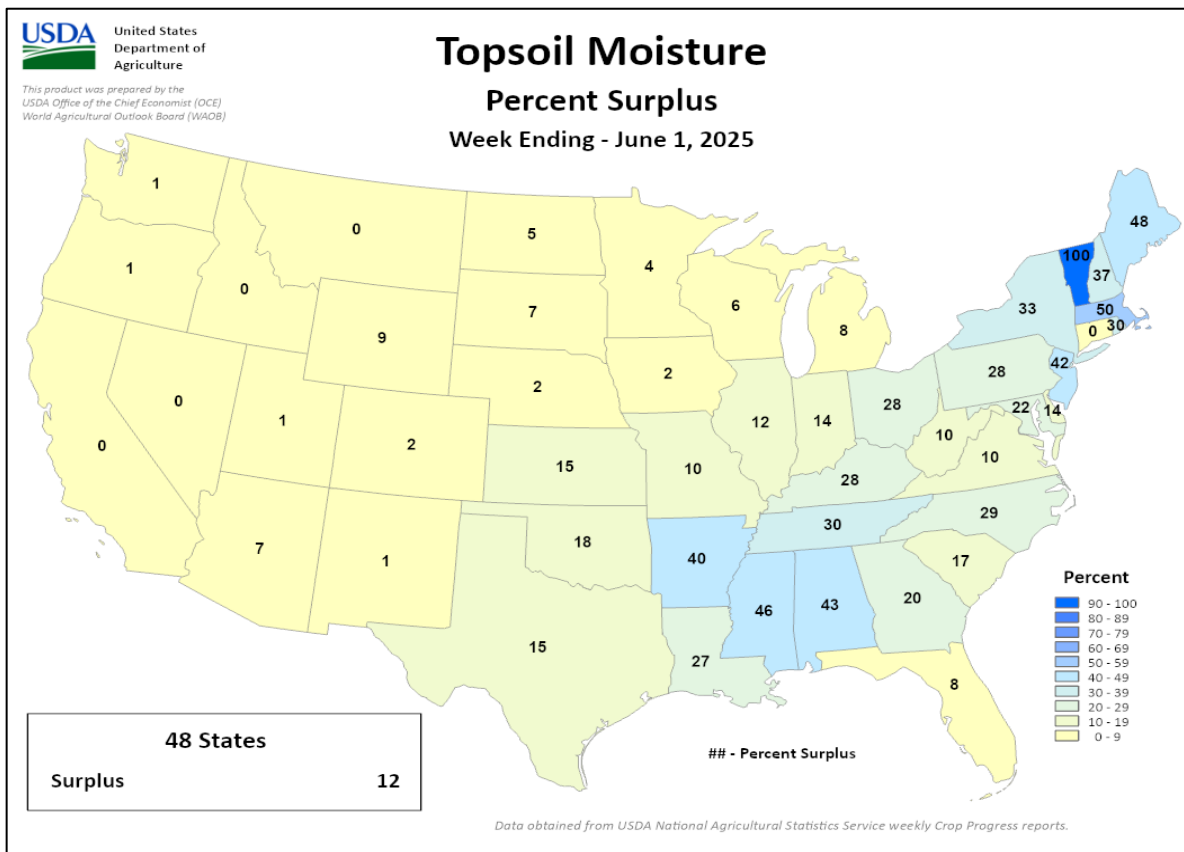 USDA
United States
Department of
Agriculture
This product was prepared by the
USDA Office of the Chief Economist (OCE)
World Agricultural Outlook Board (WAOB)
Topsoil Moisture
Percent Surplus
Week Ending - June 1, 2025
1
0
5
4
48
1
0
9
7
6
8
33
100
37
50
0
30
42
0
0
1
2
2
2
12
14
28
28
22
14
10
10
15
10
28
7
1
18
40
30
29
17
15
27
46
43
20
8
Percent
90 - 100
80 - 89
70 - 79
60 - 69
50 - 59
40 - 49
30 - 39
20 - 29
10 - 19
0 - 9
48 States
Surplus 12
## - Percent Surplus
Data obtained from USDA National Agricultural Statistics Service weekly Crop Progress reports.